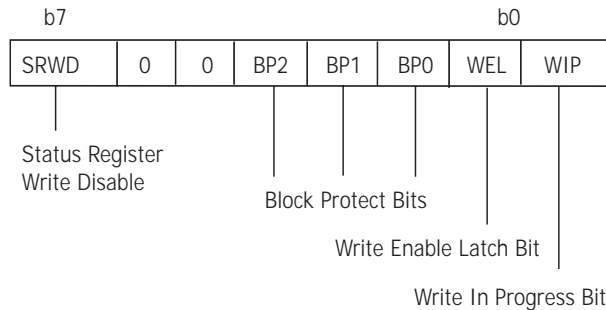 b7 b0
SRWD 0 0 BP2 BP1 BP0 WEL WIP
Status Register
Write Disable
Block Protect Bits
Write Enable Latch Bit
Write In Progress Bit